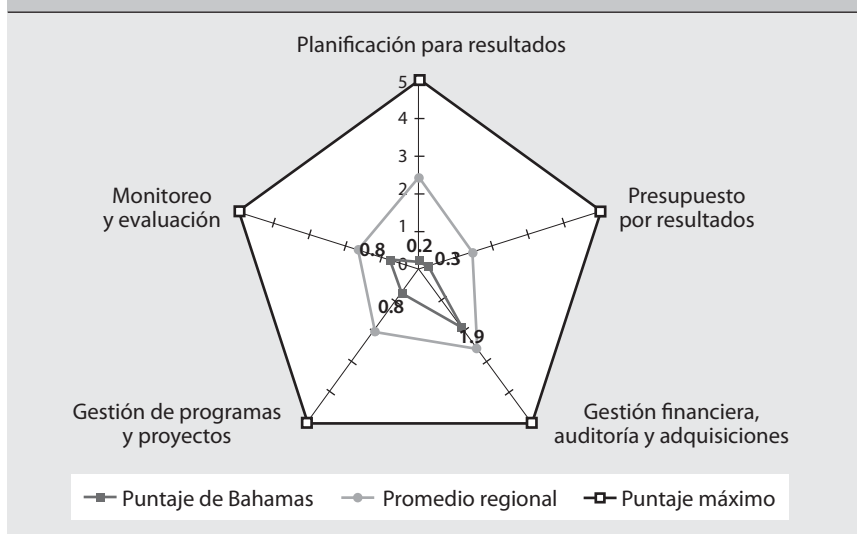 Planificación para resultados
5
4
3
2
1
0
0.2
0.3
1.9
0.8
0.8
Presupuesto
por resultados
Monitoreo
y evaluación
Gestión de programas
y proyectos
Gestión financiera,
auditoría y adquisiciones
Puntaje de Bahamas
Promedio regional
Puntaje máximo